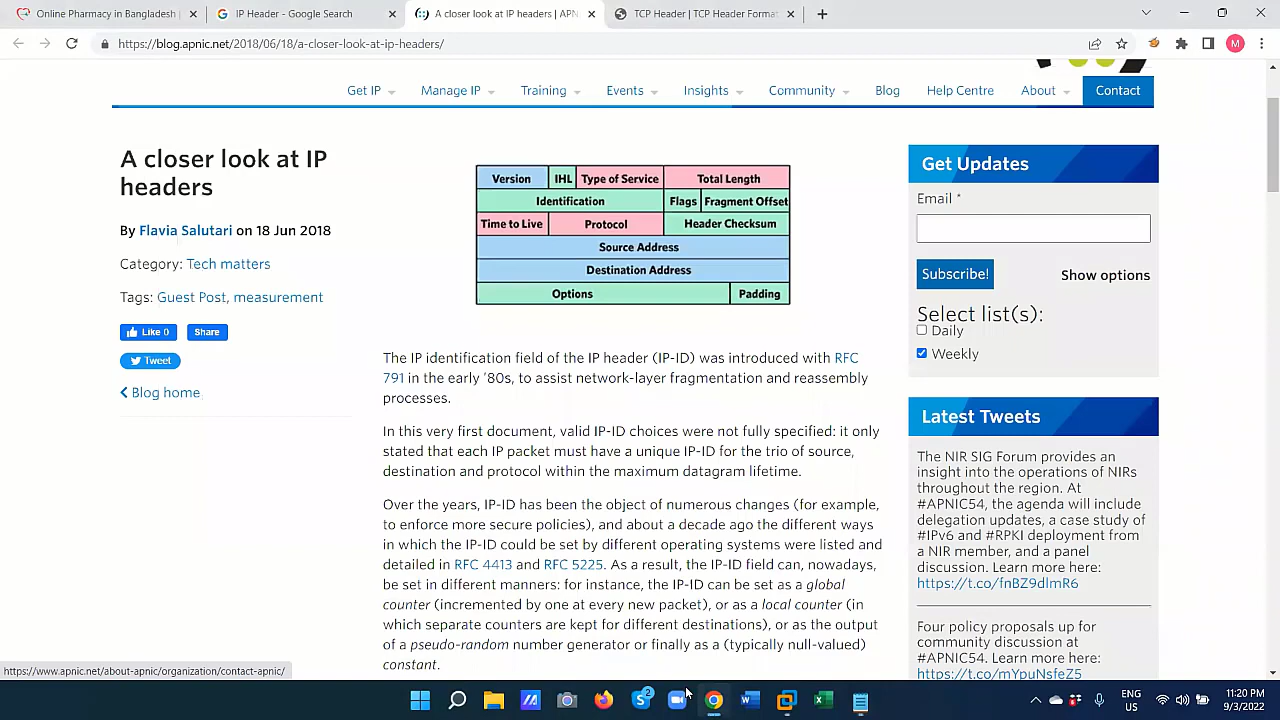 Online Pharmacy in Bangladesh |
IP Header - Google Search
A closer look at IP headers | APN
TCP Header | TCP Header Format
https://blog.apnic.net/2018/06/18/a-closer-look-at-ip-headers/
M
Get IP Manage IP Training Events Insights Community Blog Help Centre About Contact
A closer look at IP
headers
By Flavia Salutari on 18 Jun 2018
Category: Tech matters
Tags: Guest Post, measurement
Like 0 Share
Tweet
Blog home
Version IHL Type of Service Total Length
Identification Flags Fragment Offset
Time to Live Protocol Header Checksum
Source Address
Destination Address
Options Padding
The IP identification field of the IP header (IP-ID) was introduced with RFC
791 in the early ’80s, to assist network-layer fragmentation and reassembly
processes.
In this very first document, valid IP-ID choices were not fully specified: it only
stated that each IP packet must have a unique IP-ID for the trio of source,
destination and protocol within the maximum datagram lifetime.
Over the years, IP-ID has been the object of numerous changes (for example,
to enforce more secure policies), and about a decade ago the different ways
in which the IP-ID could be set by different operating systems were listed and
detailed in RFC 4413 and RFC 5225. As a result, the IP-ID field can, nowadays,
be set in different manners: for instance, the IP-ID can be set as a global
counter (incremented by one at every new packet), or as a local counter (in
which separate counters are kept for different destinations), or as the output
of a pseudo-random number generator or finally as a (typically null-valued)
constant.
Get Updates
Email *
Subscribe! Show options
Select list(s):
Daily
Weekly
Latest Tweets
The NIR SIG Forum provides an
insight into the operations of NIRs
throughout the region. At
#APNIC54, the agenda will include
delegation updates, a case study of
#IPv6 and #RPKI deployment from
a NIR member, and a panel
discussion. Learn more here:
https://t.co/fnBZ9dlmR6
Four policy proposals up for
community discussion at
#APNIC54. Learn more here:
https://t.co/mYpuNsfeZ5
https://www.apnic.net/about-apnic/organization/contact-apnic/
2
ENG
US
11:20 PM
9/3/2022